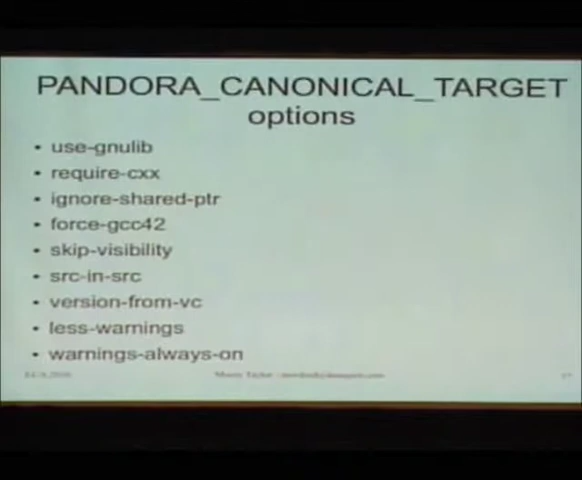 PANDORA_CANONICAL_TARGET
options
• use-gnulib
• require-cxx
• ignore-shared-ptr
• force-gcc42
• skip-visibility
• src-in-src
• version-from-vc
• less-warnings
• warnings-always-on